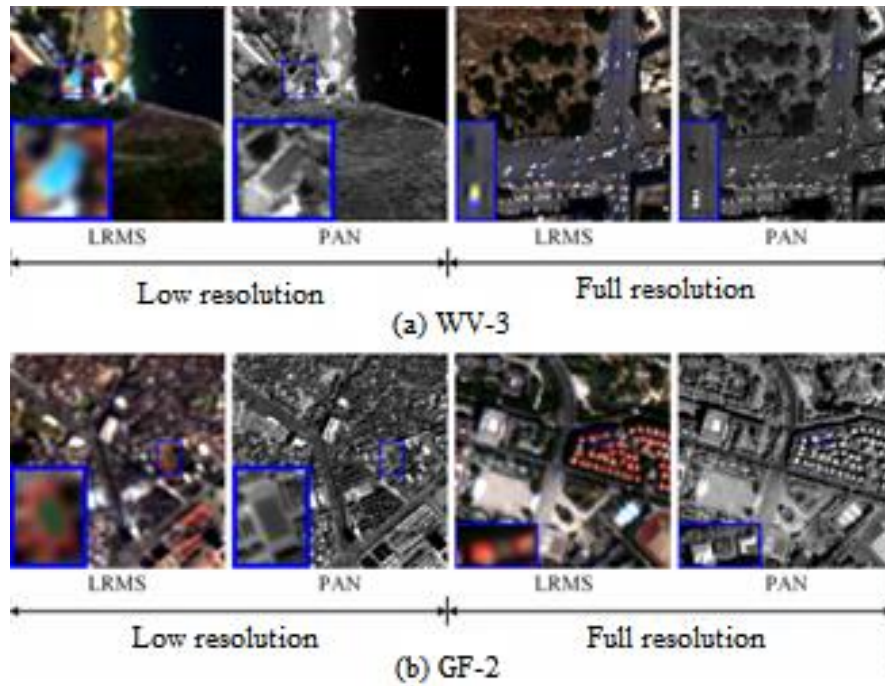 LRMS PAN LRMS PAN
Low resolution Full resolution
(a) WV-3
LRMS PAN LRMS PAN
Low resolution Full resolution
(b) GF-2